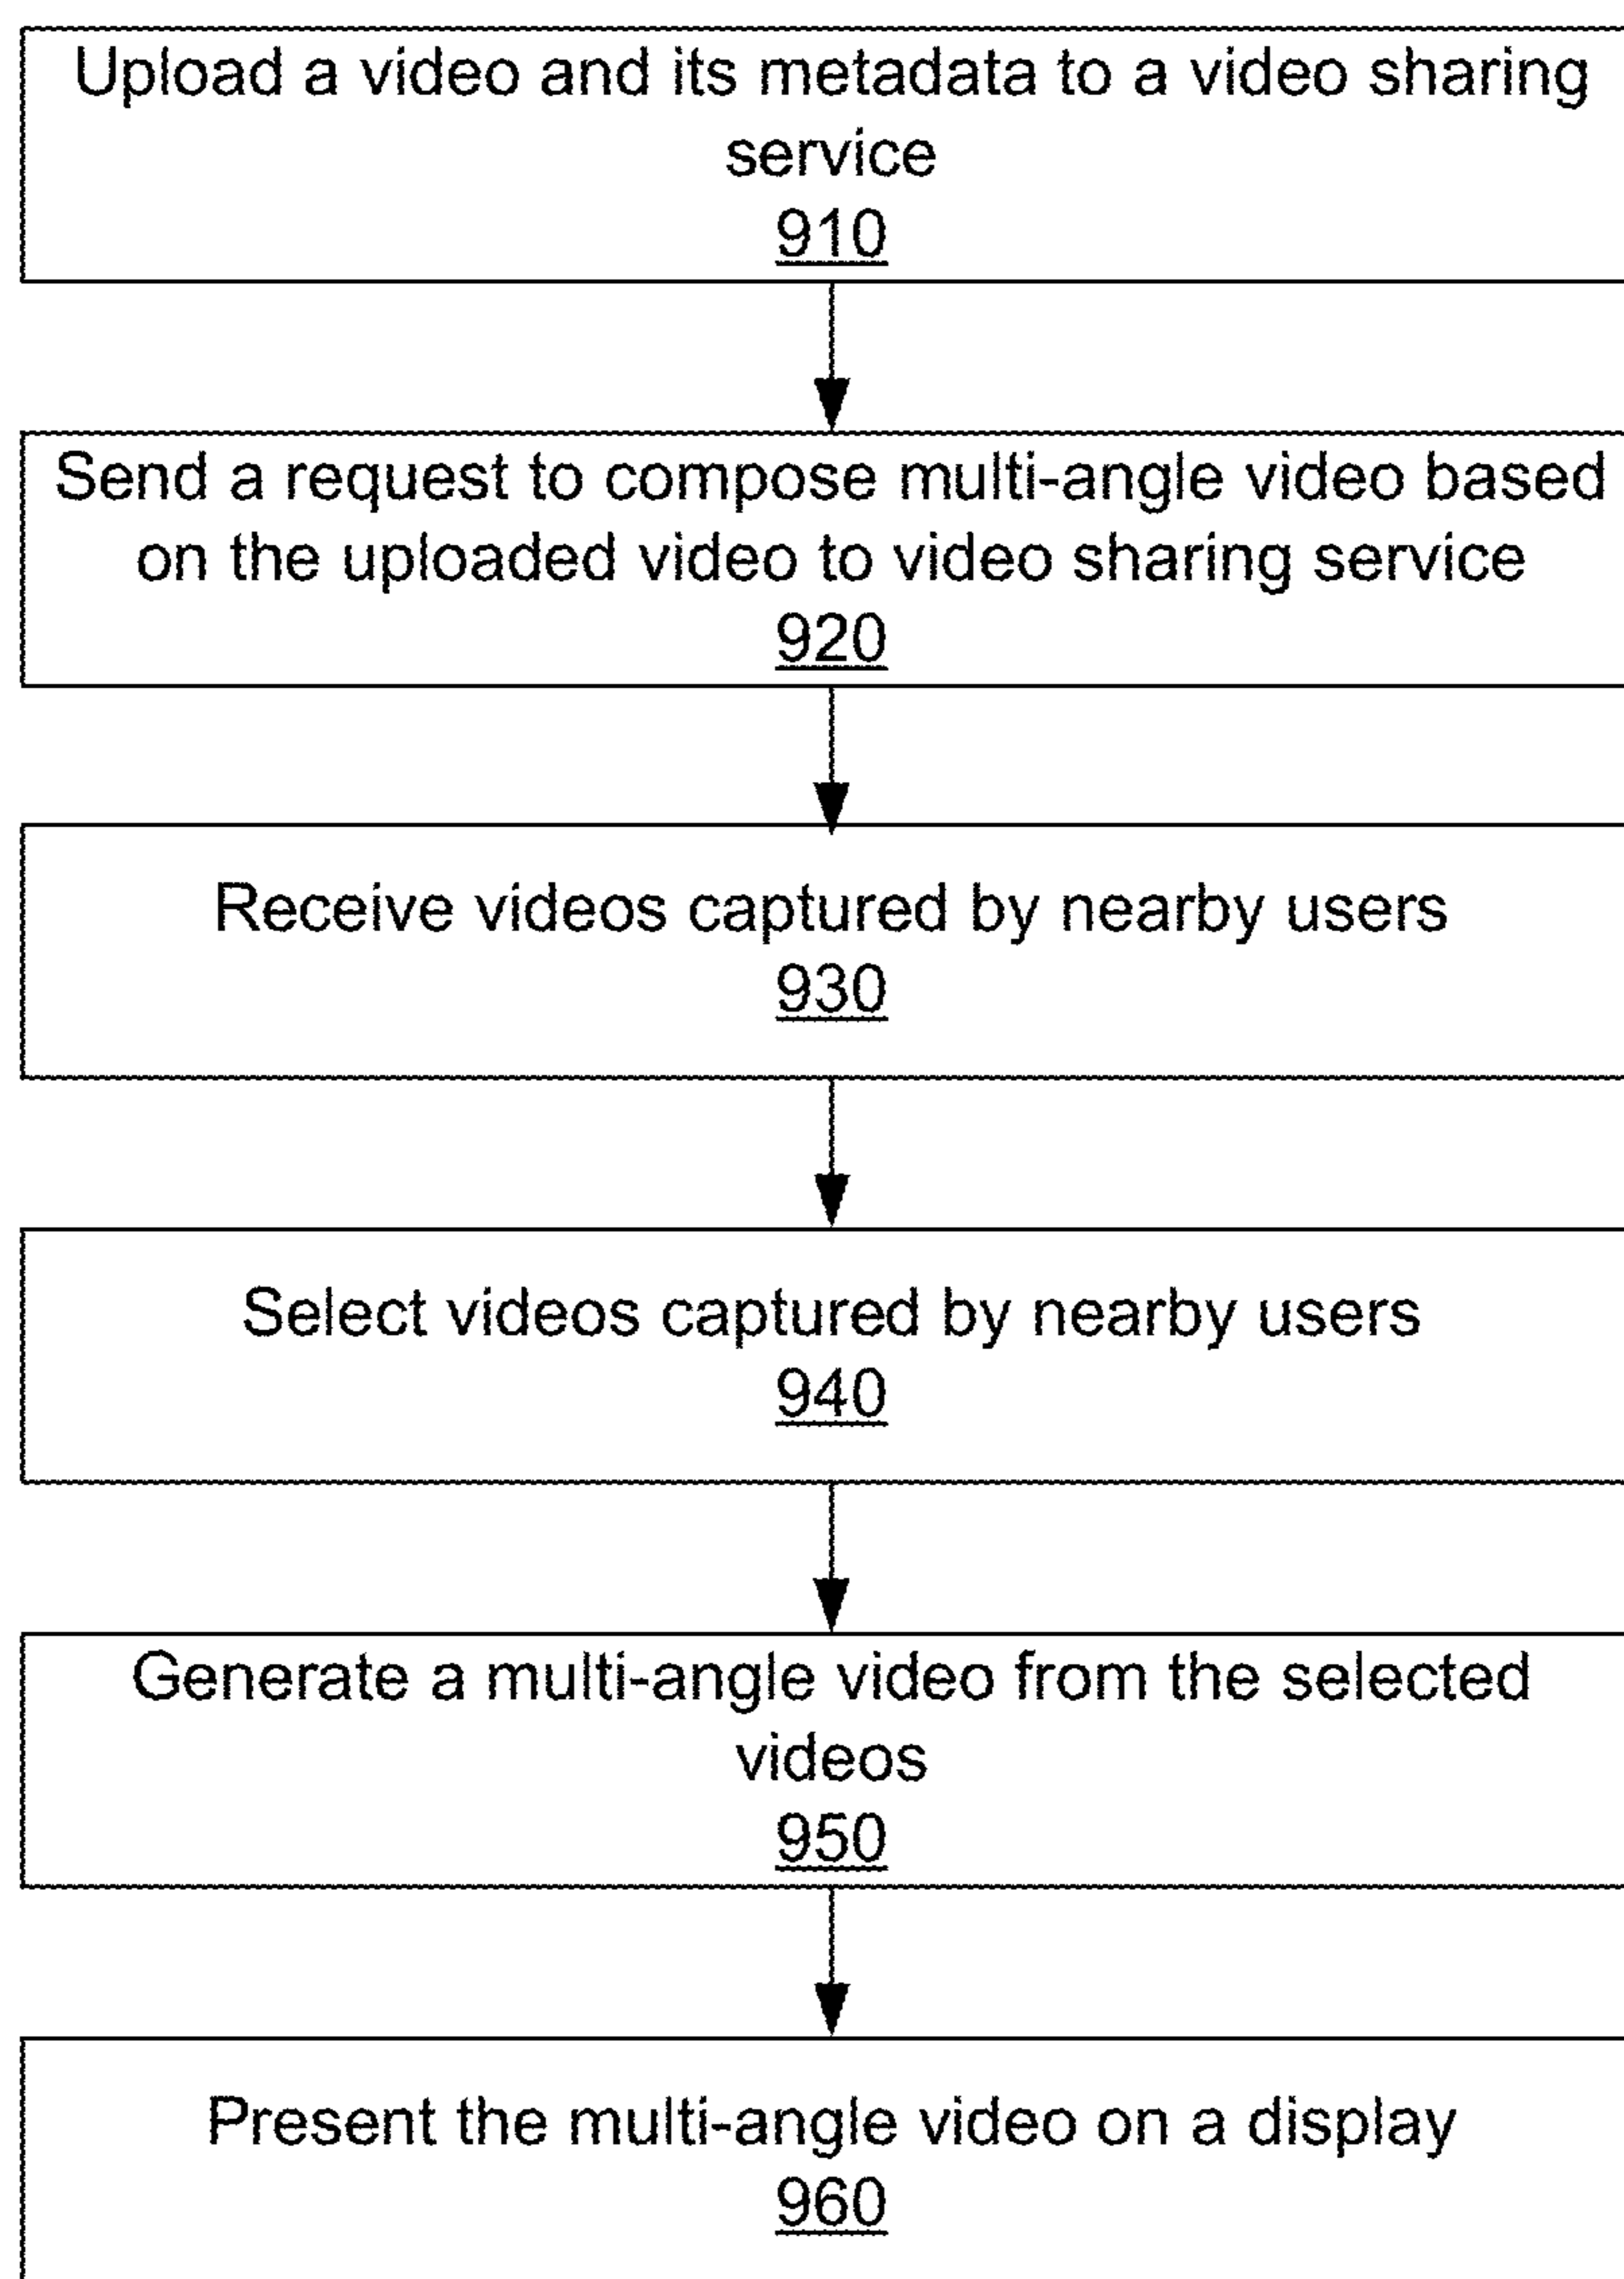 Upload a video and its metadata to a video sharing
service
910
Send a request to compose multi-angle video based
on the uploaded video to video sharing service
920
Receive videos captured by nearby users
930
Select videos captured by nearby users
940
Generate a multi-angle video from the selected
videos
950
Present the multi-angle video on a display
960